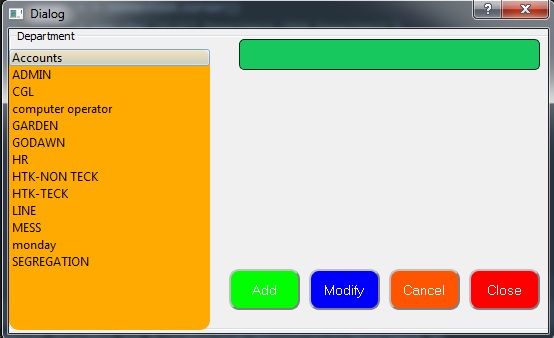 Dialog
Department
Accounts
ADMIN
CGL
computer operator
GARDEN
GODAWN
HR
HTK-NON TECK
HTK-TECK
LINE
MESS
monday
SEGREGATION
Add Modify Cancel Close